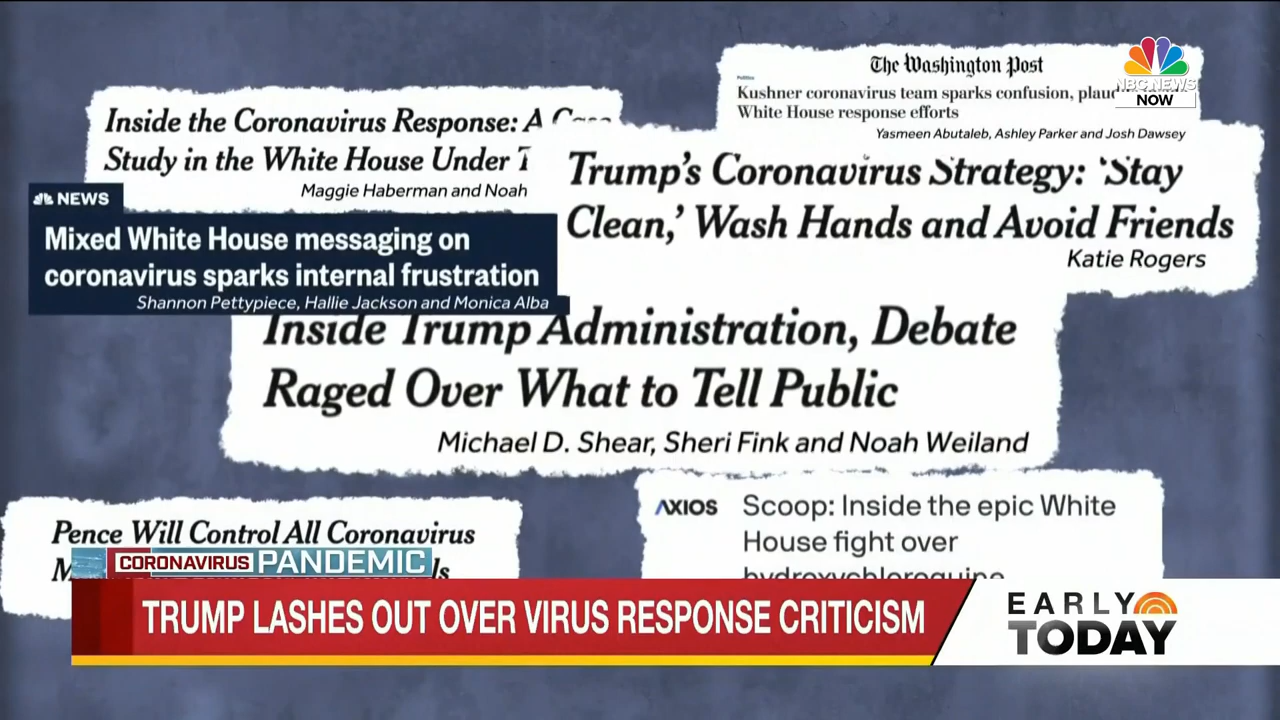 The Washington Post
Politics
Kushner coronavirus team sparks confusion,
White House response efforts
Yasmeen Abutaleb, Ashley Parker and Josh Dawsey
NBC NEWS
NOW
Inside the Coronavirus Response: A Case
Study in the White House Under
Maggie Haberman and Noah
Trump's Coronavirus Strategy: 'Stay
Clean,' Wash Hands and Avoid Friends
Katie Rogers
NEWS
Mixed White House messaging on
coronavirus sparks internal frustration
Shannon Pettypiece, Hallie Jackson and Monica Alba
Inside Trump Administration, Debate
Raged Over What to Tell Public
Michael D. Shear, Sheri Fink and Noah Weiland
Pence Will Control All Coronavirus
AXIOS
Scoop: Inside the epic White
House fight over
hydroxychloroquine
CORONAVIRUS PANDEMIC
TRUMP LASHES OUT OVER VIRUS RESPONSE CRITICISM
EARLY
TODAY